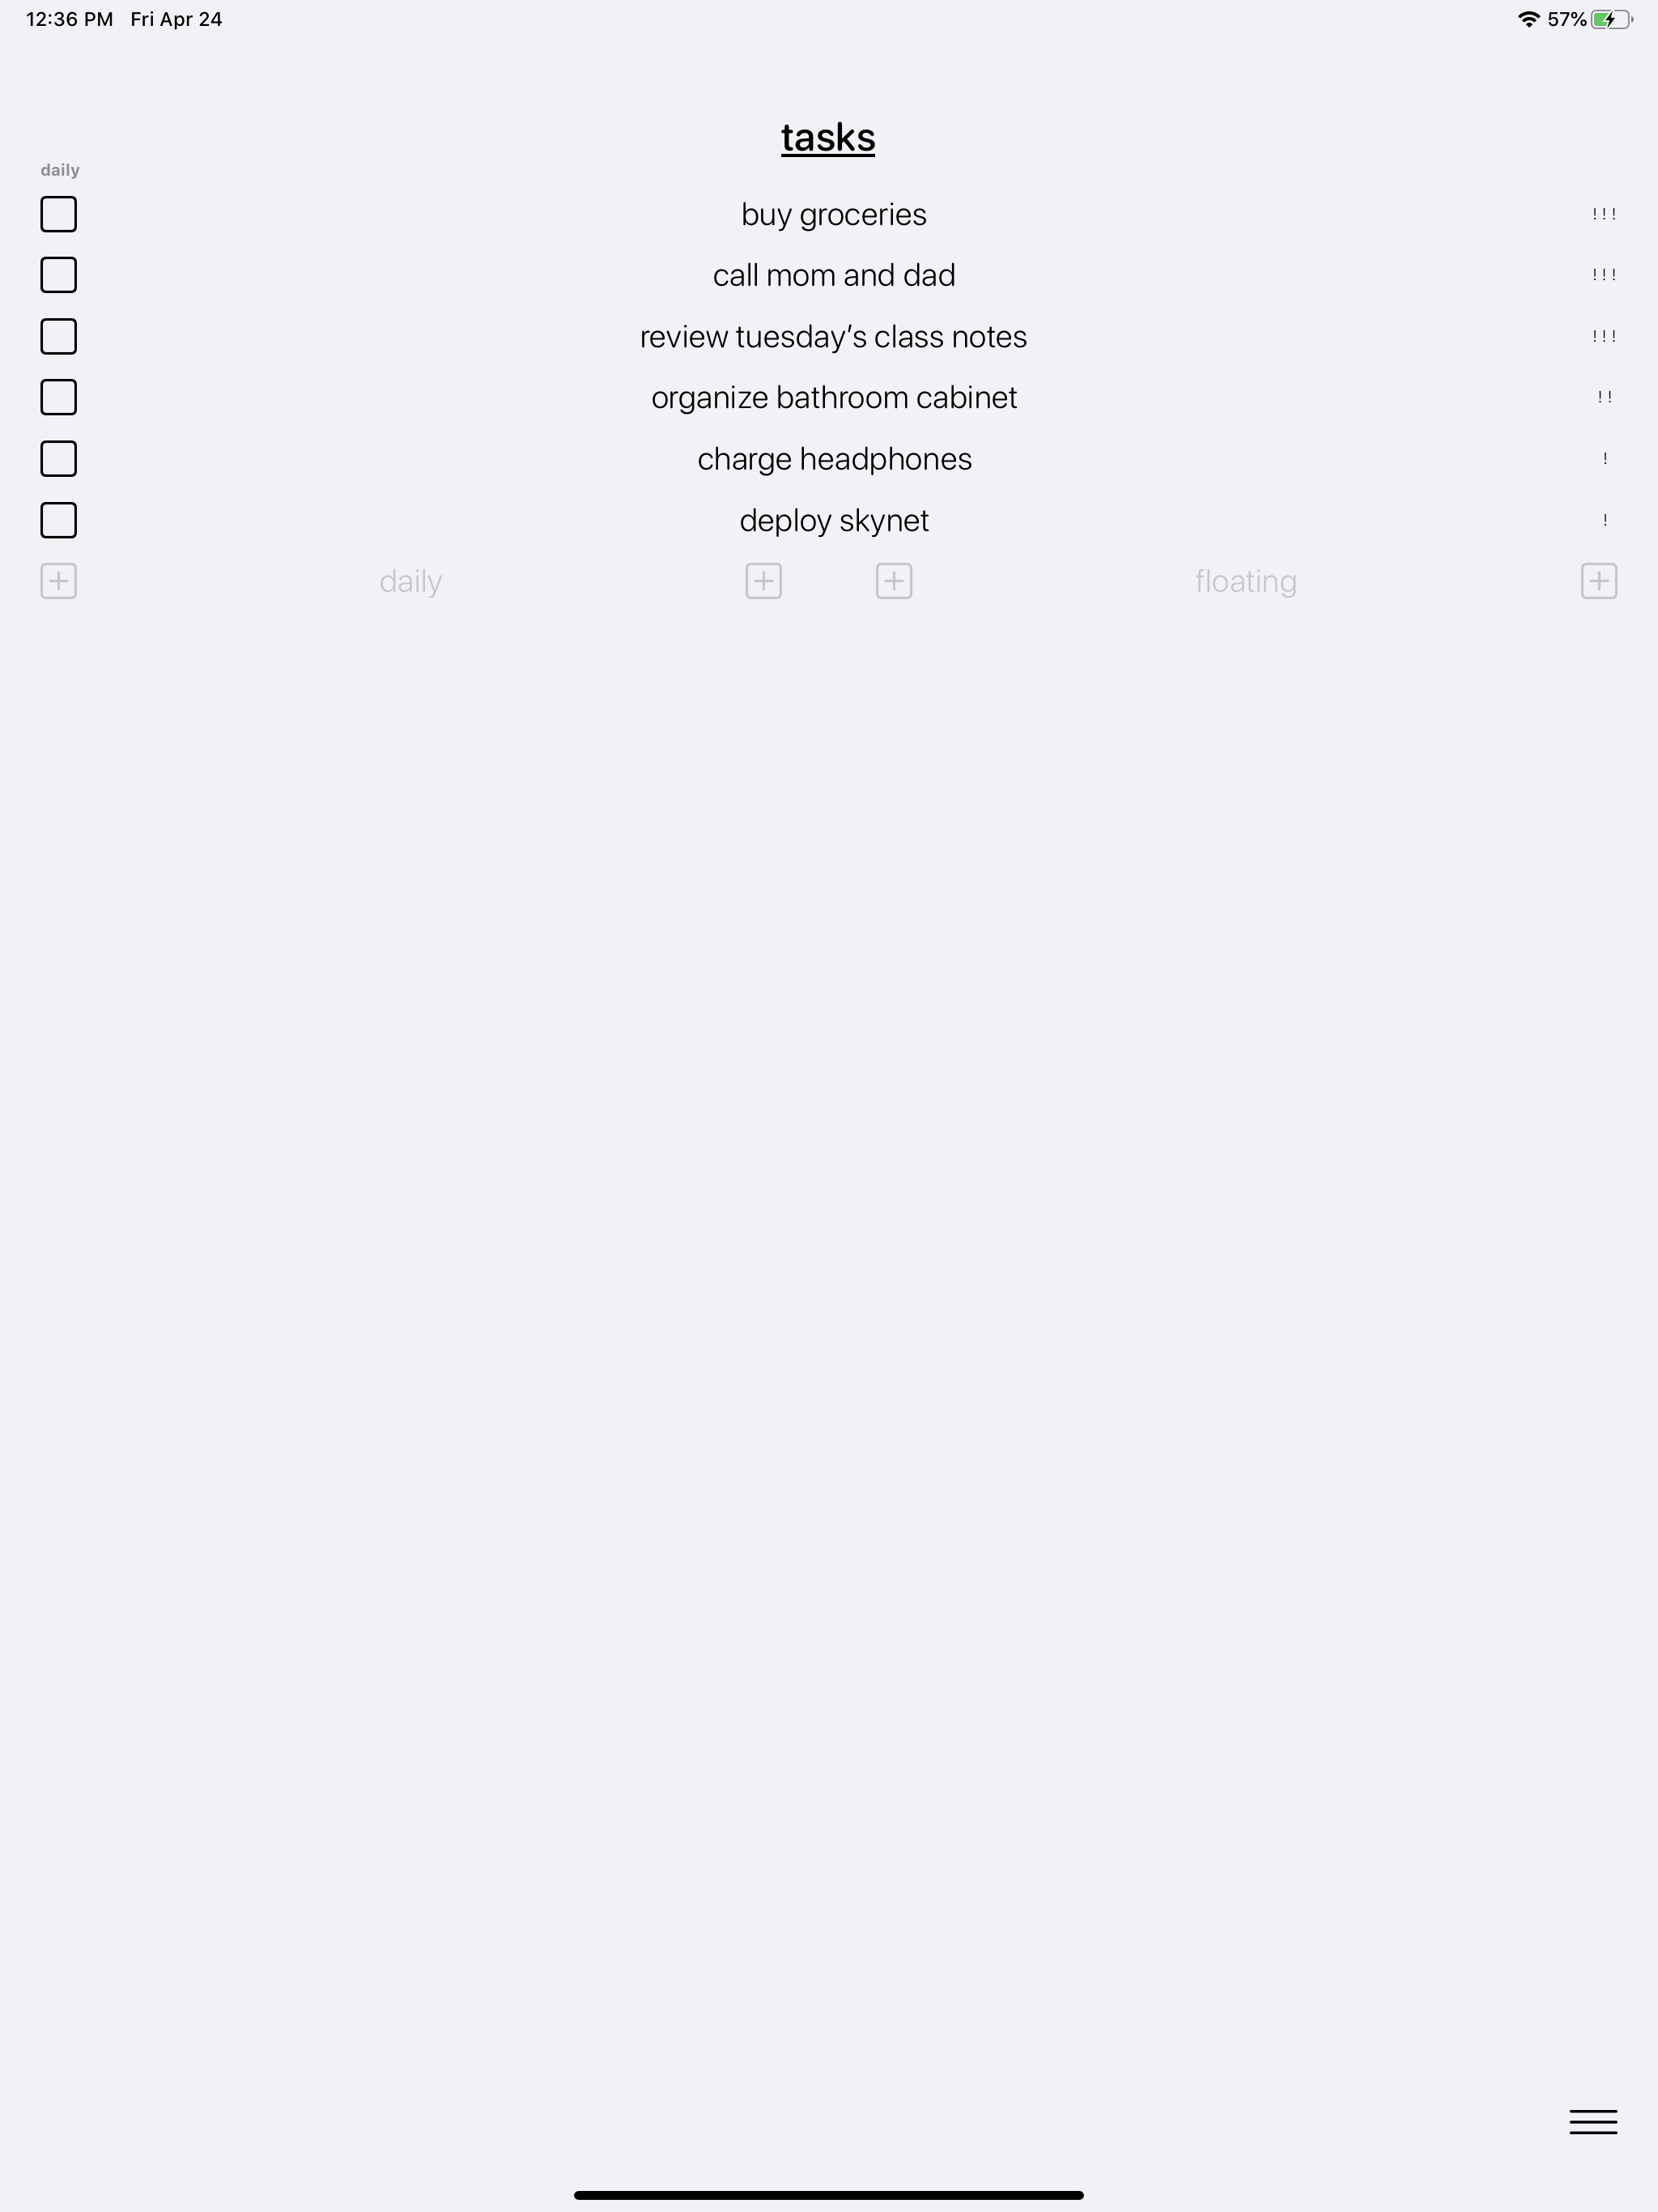 12:36 PM Fri Apr 24 57%
tasks
daily
buy groceries !!!
call mom and dad !!!
review tuesday’s class notes !!!
organize bathroom cabinet !!
charge headphones !
deploy skynet !
daily floating